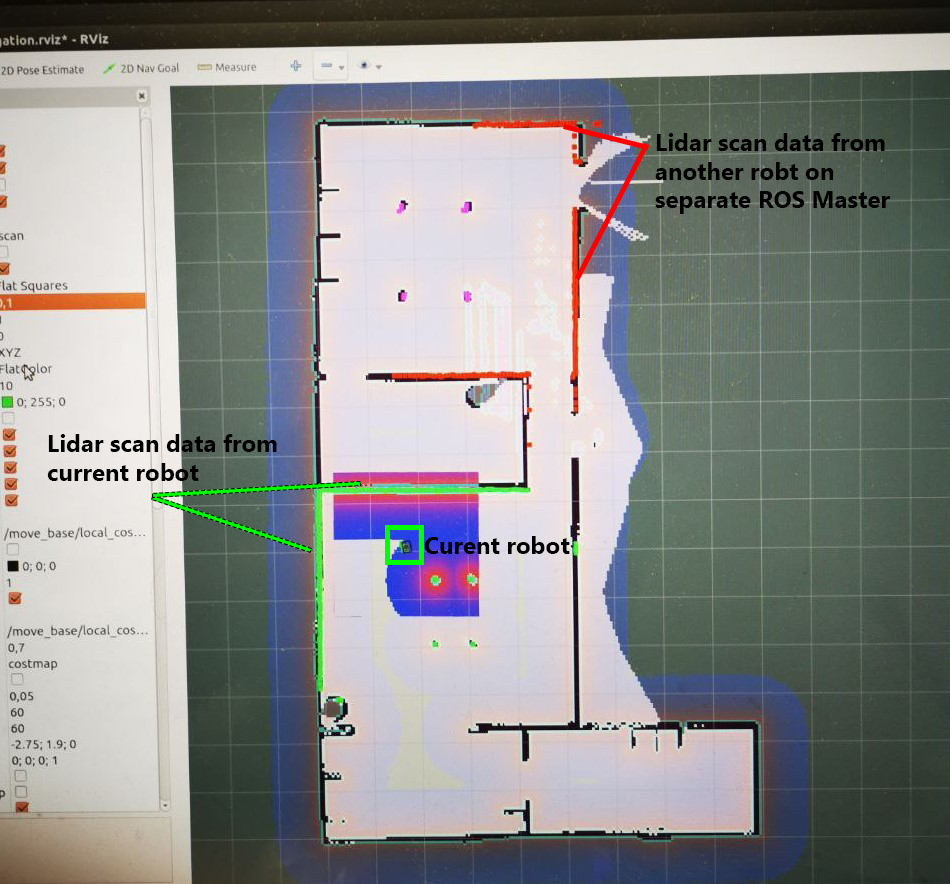 gation.rviz* - RViz
2D Pose Estimate
2D Nav Goal
Measure
Lidar scan data from
another robt on
separate ROS Master
scan
Flat Squares
0,1
XYZ
FlatColor
10
0; 255; 0
Lidar scan data from
current robot
Curent robot
/move_base/local_cos...
0; 0; 0
1
/move_base/local_cos...
0,7
costmap
0,05
60
60
-2.75; 1.9; 0
0; 0; 0; 1